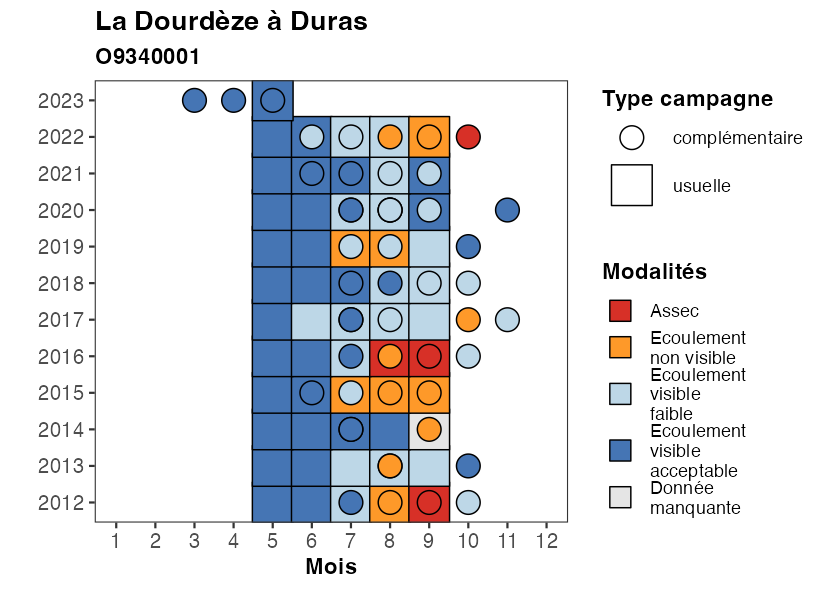 La Dourdèze à Duras
O9340001
2023
2022
2021
2020
2019
2018
2017
2016
2015
2014
2013
2012
1 2 3 4 5 6 7 8 9 10 11 12
Mois
Type campagne
complémentaire
usuelle
Modalités
Assec
Ecoulement
non visible
Ecoulement
visible
faible
Ecoulement
visible
acceptable
Donnée
manquante